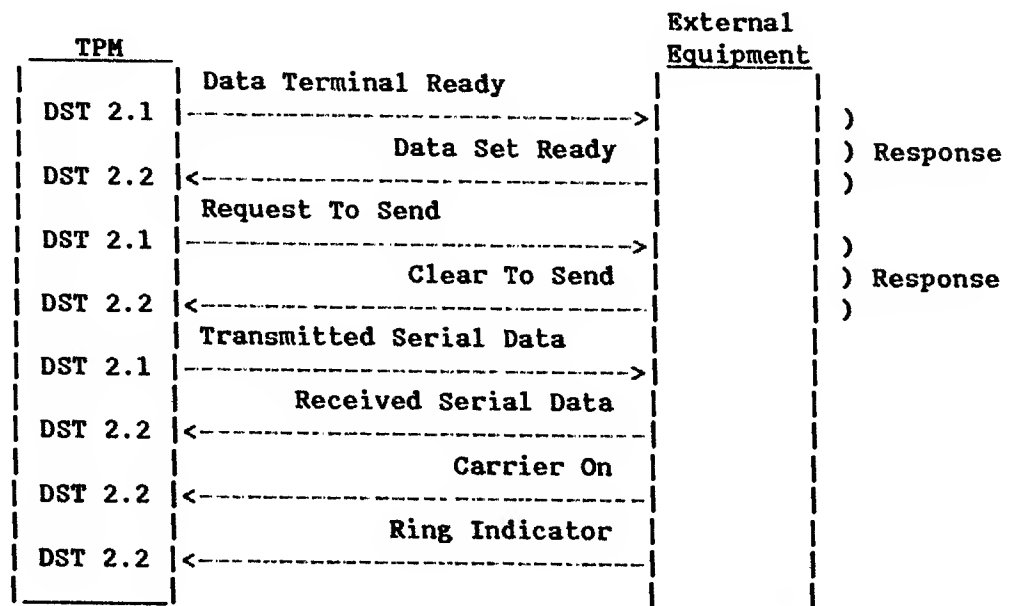 External
TPM Equipment
Data Terminal Ready
DST 2.1 )
Data Set Ready ) Response
DST 2.2 )
Request To Send
DST 2.1 )
Clear To Send ) Response
DST 2.2 )
Transmitted Serial Data
DST 2.1
Received Serial Data
DST 2.2
Carrier On
DST 2.2
Ring Indicator
DST 2.2